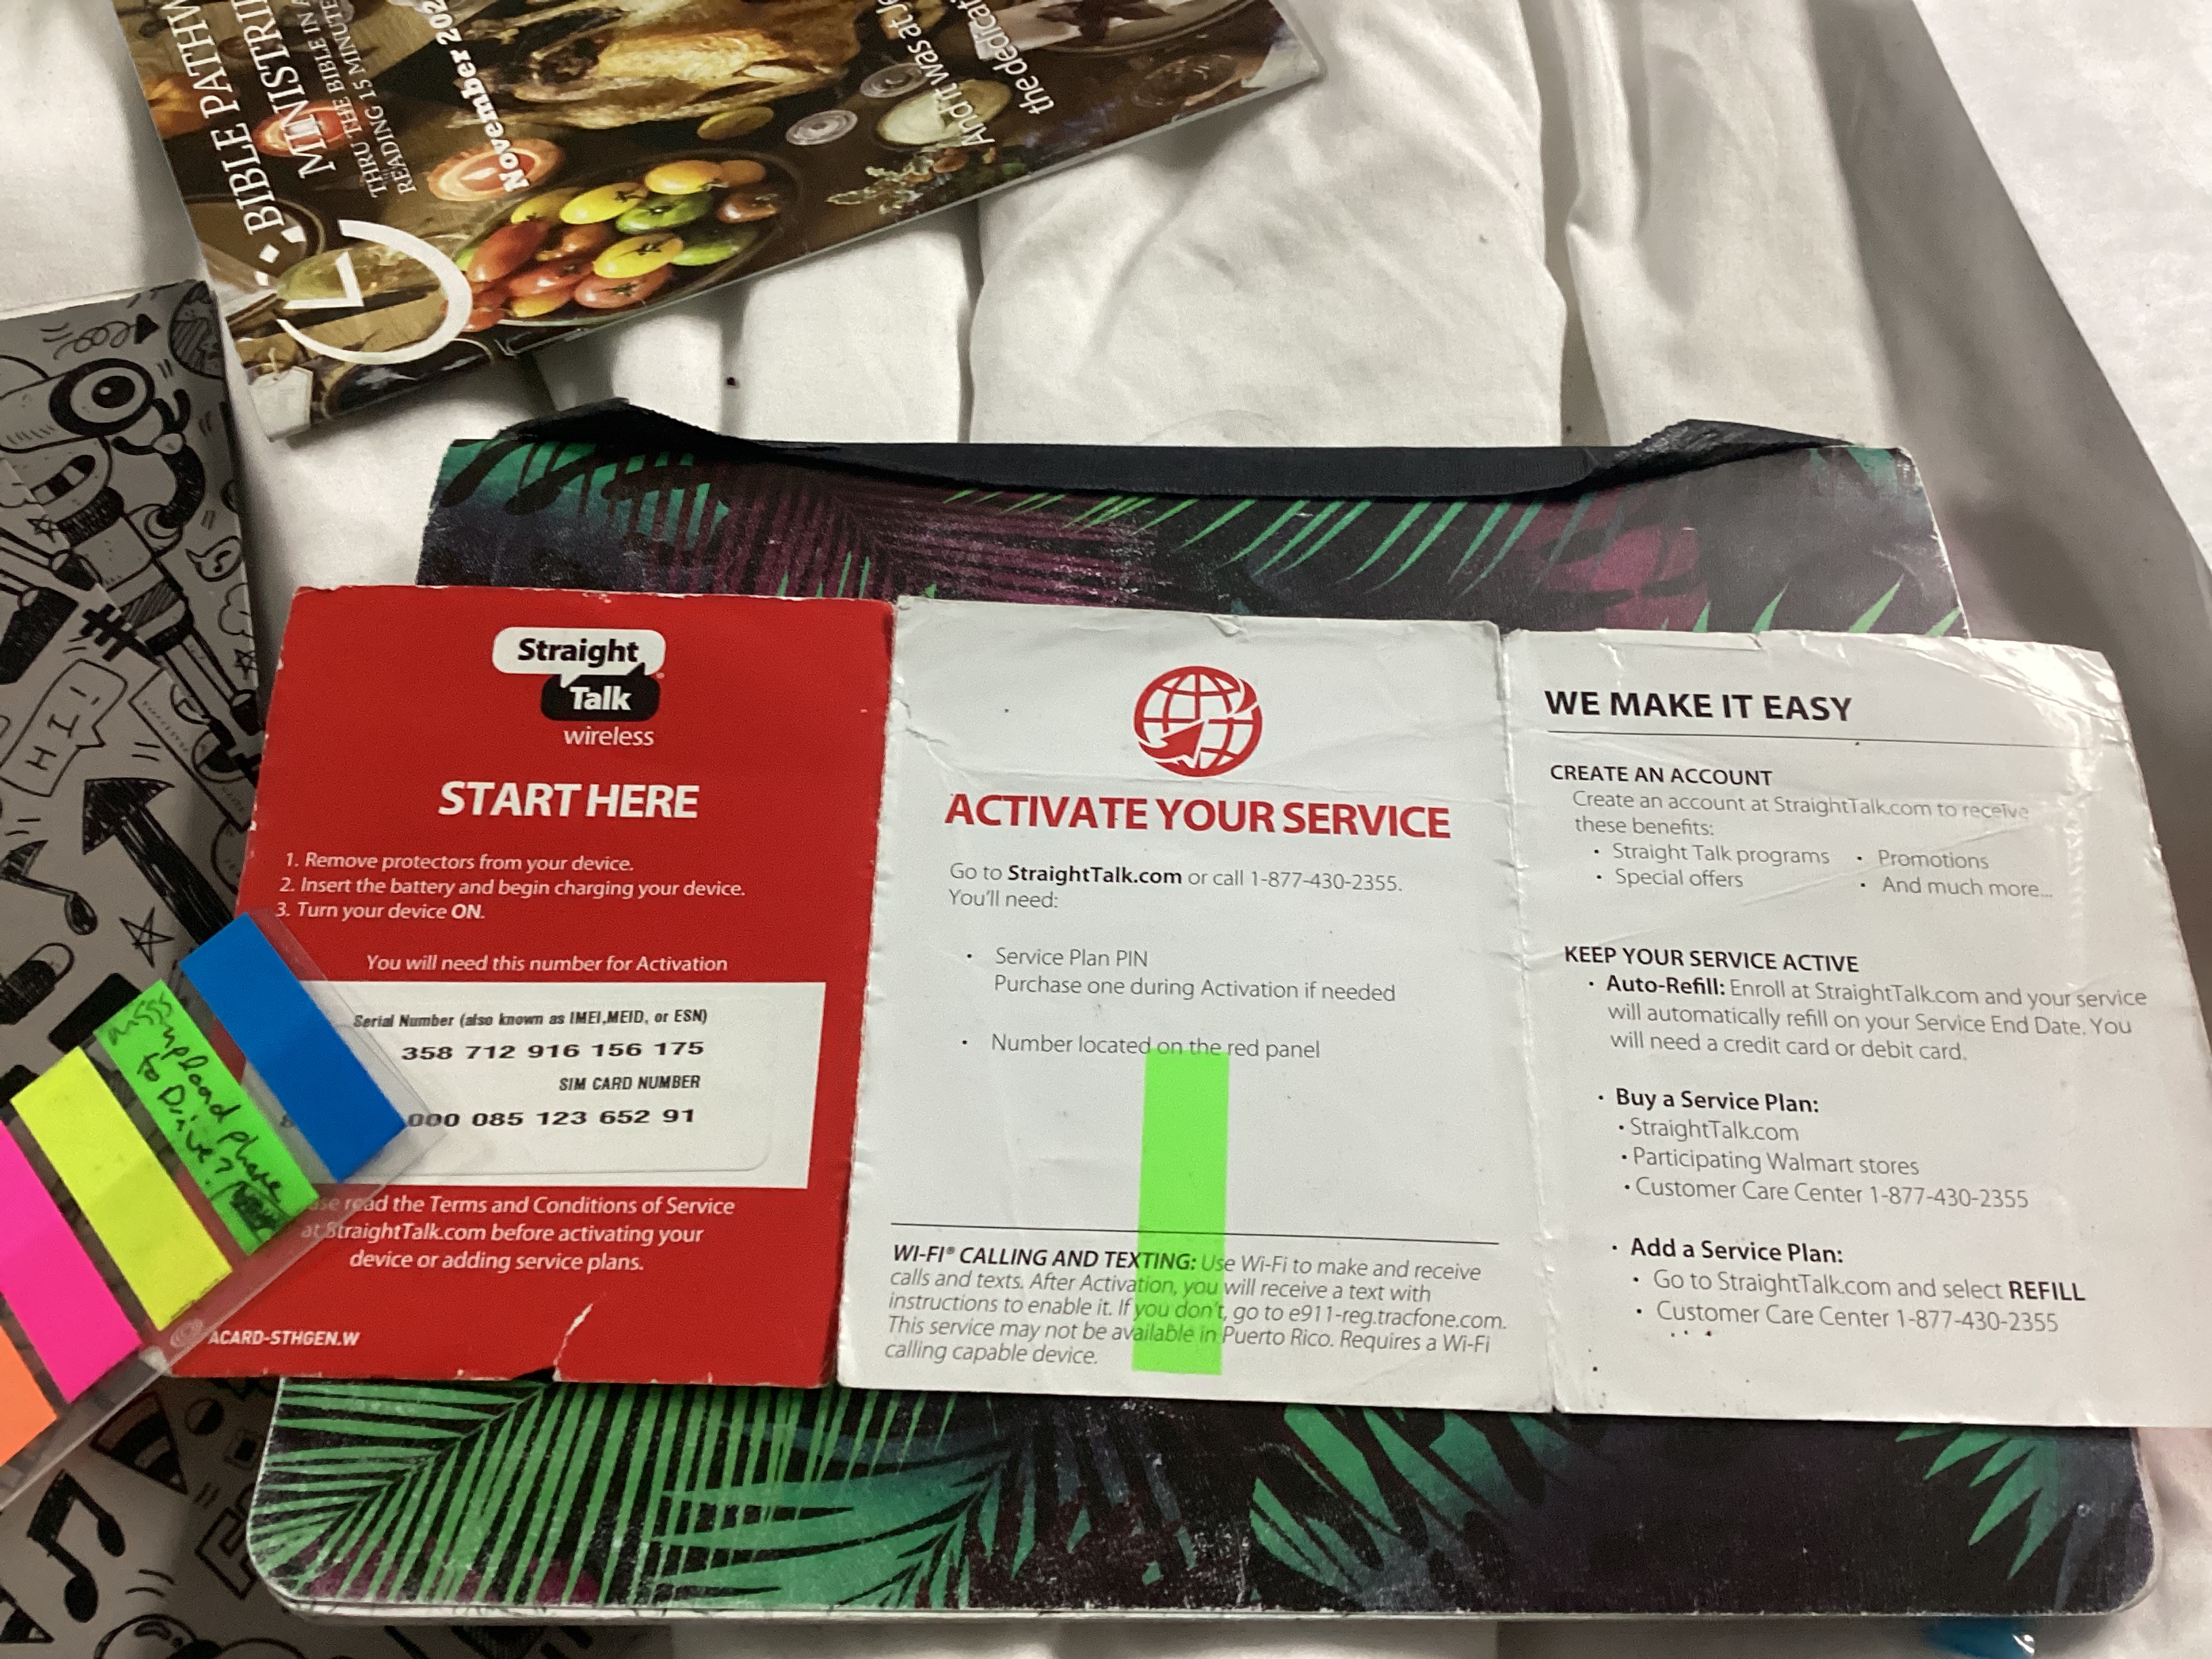 BIBLE PATHW
MINISTRI
THRU THE BIBLE IN A
READING 15 MINUTE
November 202
And it was at
the dedicat
HI!
#
Straight
Talk
wireless
START HERE
1. Remove protectors from your device.
2. Insert the battery and begin charging your device.
3. Turn your device ON.
You will need this number for Activation
Serial Number (also known as IMEI,MEID, or ESN)
358 712 916 156 175
SIM CARD NUMBER
000 085 123 652 91
se read the Terms and Conditions of Service
at StraightTalk.com before activating your
device or adding service plans.
ACARD-STHGEN.W
upload phone
to Drive?
ACTIVATE YOUR SERVICE
Go to StraightTalk.com or call 1-877-430-2355.
You'll need:
• Service Plan PIN
Purchase one during Activation if needed
• Number located on the red panel
WI-FI® CALLING AND TEXTING: Use Wi-Fi to make and receive
calls and texts. After Activation, you will receive a text with
instructions to enable it. If you don't, go to e911-reg.tracfone.com.
This service may not be available in Puerto Rico. Requires a Wi-Fi
calling capable device.
WE MAKE IT EASY
CREATE AN ACCOUNT
Create an account at StraightTalk.com to receive
these benefits:
• Straight Talk programs • Promotions
• Special offers • And much more...
KEEP YOUR SERVICE ACTIVE
• Auto-Refill: Enroll at StraightTalk.com and your service
will automatically refill on your Service End Date. You
will need a credit card or debit card.
• Buy a Service Plan:
• StraightTalk.com
• Participating Walmart stores
• Customer Care Center 1-877-430-2355
• Add a Service Plan:
• Go to StraightTalk.com and select REFILL
• Customer Care Center 1-877-430-2355